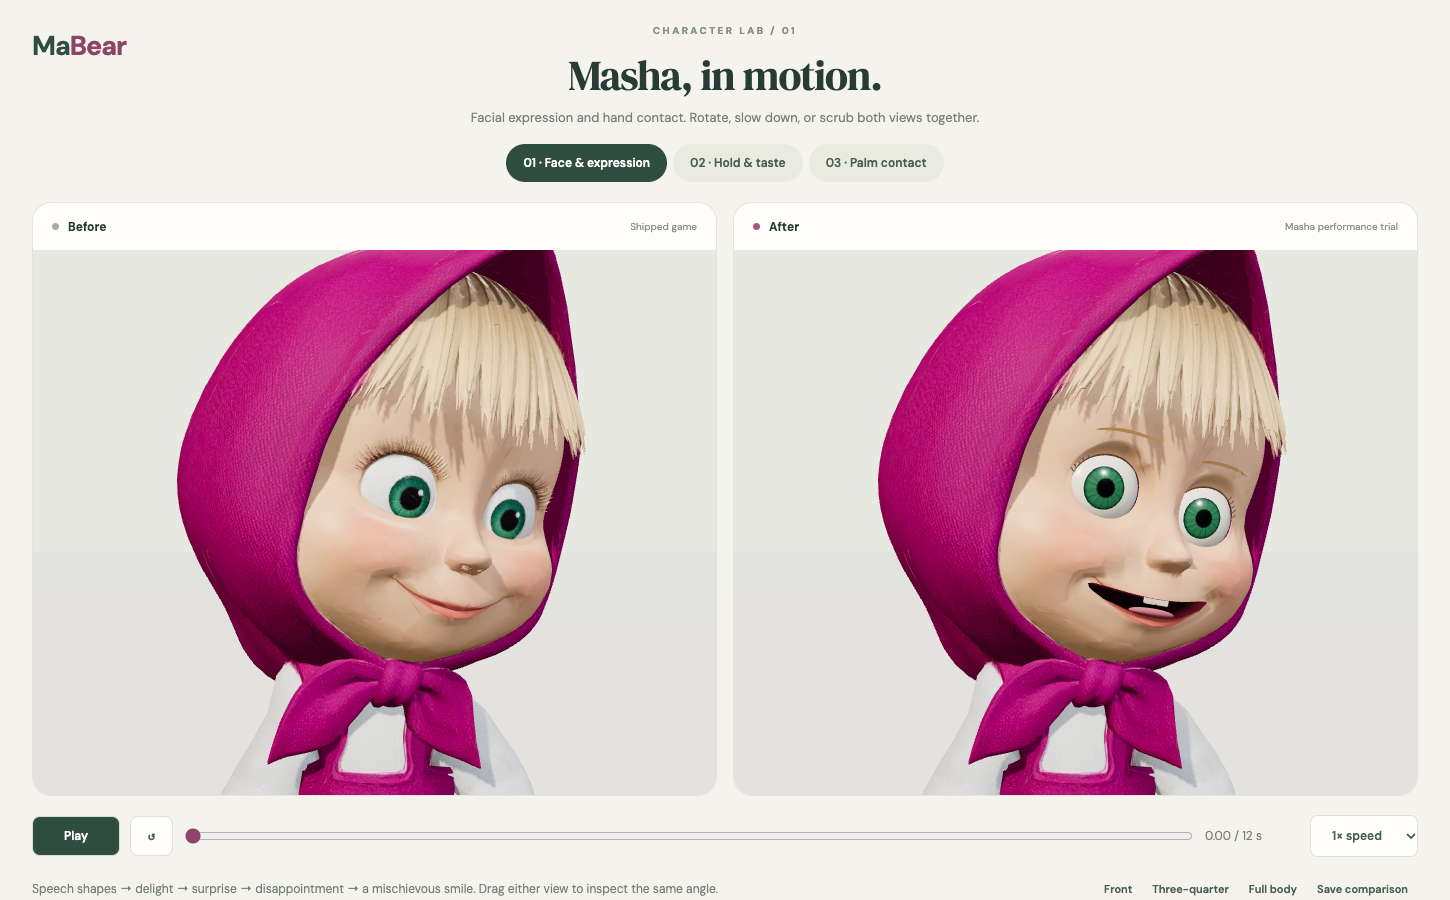 MaBear
CHARACTER LAB / 01
Masha, in motion.
Facial expression and hand contact. Rotate, slow down, or scrub both views together.
01 · Face & expression
02 · Hold & taste
03 · Palm contact
Before
Shipped game
After
Masha performance trial
Play
↺
0.00 / 12 s
1× speed
Speech shapes → delight → surprise → disappointment → a mischievous smile. Drag either view to inspect the same angle.
Front
Three-quarter
Full body
Save comparison